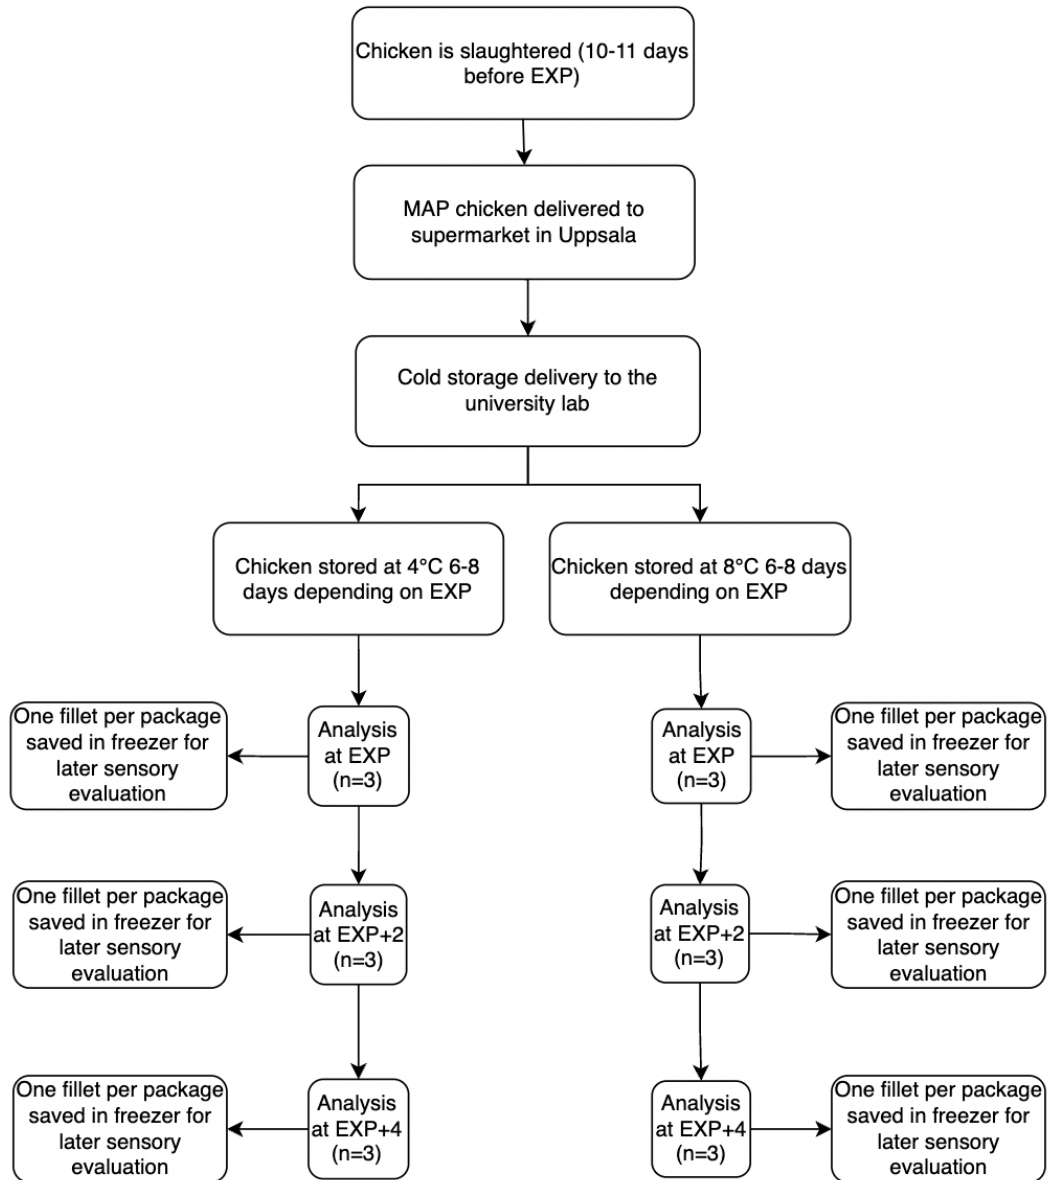 Chicken is slaughtered (10-11 days
before EXP)
MAP chicken delivered to
supermarket in Uppsala
Cold storage delivery to the
university lab
Chicken stored at 4°C 6-8
days depending on EXP
Chicken stored at 8°C 6-8 days
depending on EXP
One fillet per package
saved in freezer for
later sensory
evaluation
Analysis
at EXP
(n=3)
Analysis
at EXP
(n=3)
One fillet per package
saved in freezer for
later sensory
evaluation
One fillet per package
saved in freezer for
later sensory
evaluation
Analysis
at EXP+2
(n=3)
Analysis
at EXP+2
(n=3)
One fillet per package
saved in freezer for
later sensory
evaluation
One fillet per package
saved in freezer for
later sensory
evaluation
Analysis
at EXP+4
(n=3)
Analysis
at EXP+4
(n=3)
One fillet per package
saved in freezer for
later sensory
evaluation